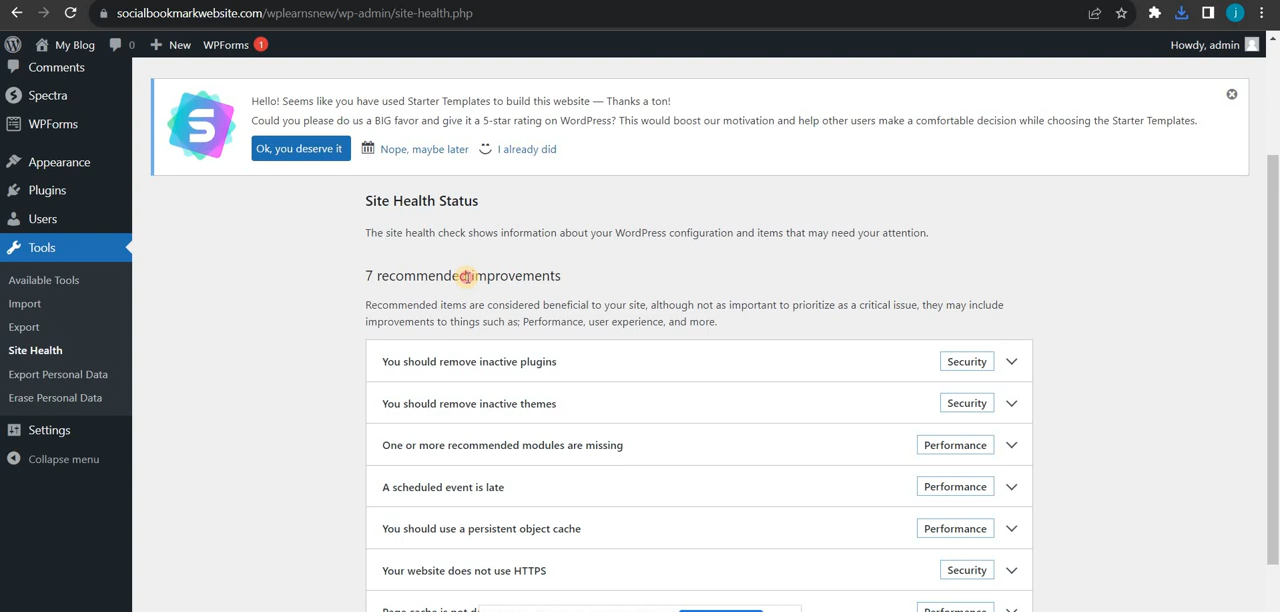 socialbookmarkwebsite.com/wplearnsnew/wp-admin/site-health.php
j
My Blog 0 New WPForms 1
Howdy, admin
Comments
Spectra
WPForms
Appearance
Plugins
Users
Tools
Available Tools
Import
Export
Site Health
Export Personal Data
Erase Personal Data
Settings
Collapse menu
Hello! Seems like you have used Starter Templates to build this website — Thanks a ton!
Could you please do us a BIG favor and give it a 5-star rating on WordPress? This would boost our motivation and help other users make a comfortable decision while choosing the Starter Templates.
Ok, you deserve it Nope, maybe later I already did
Site Health Status
The site health check shows information about your WordPress configuration and items that may need your attention.
7 recommended improvements
Recommended items are considered beneficial to your site, although not as important to prioritize as a critical issue, they may include
improvements to things such as; Performance, user experience, and more.
You should remove inactive plugins Security
You should remove inactive themes Security
One or more recommended modules are missing Performance
A scheduled event is late Performance
You should use a persistent object cache Performance
Your website does not use HTTPS Security
Page cache is not Performance